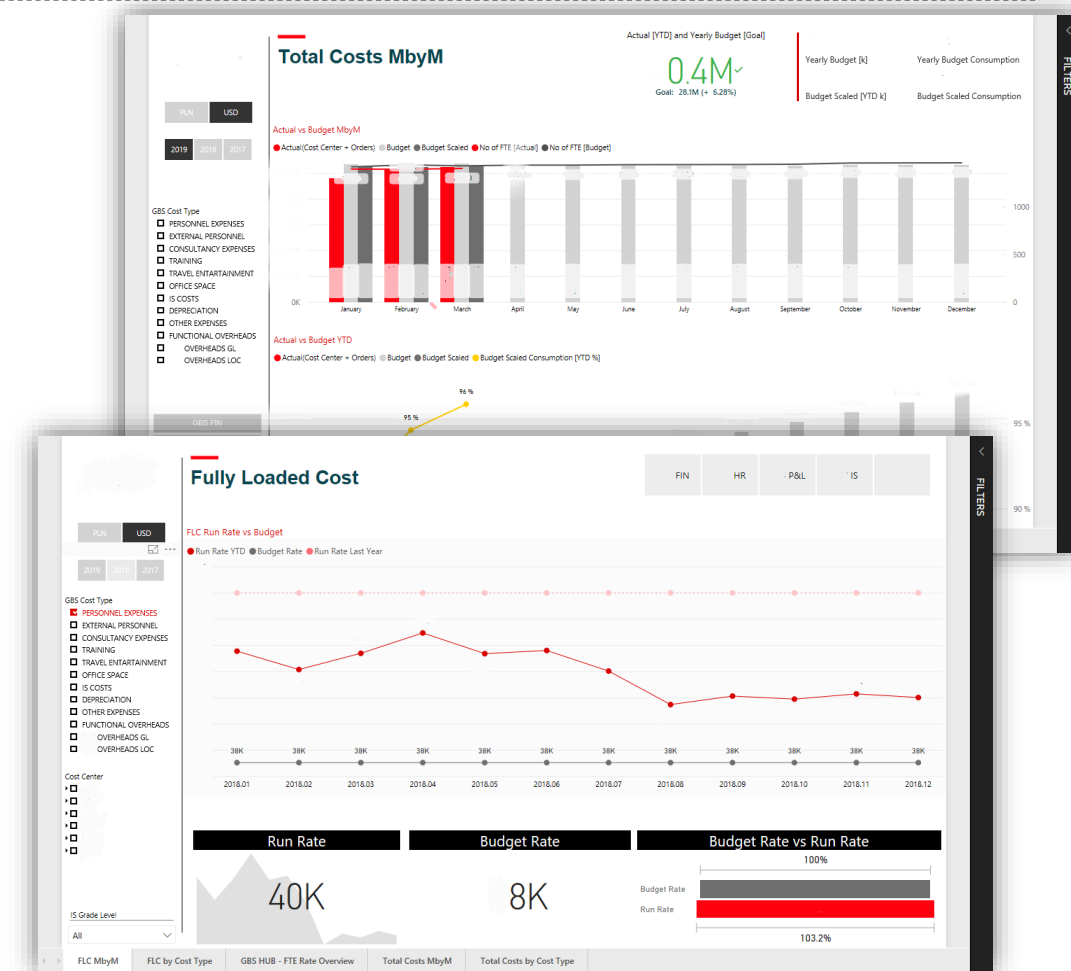 Total Costs MbyM
Actual [YTD] and Yearly Budget [Goal]
0.4M
Goal: 28.1M (+ 6.28%)
Yearly Budget [k]
Yearly Budget Consumption
Budget Scaled [YTD k]
Budget Scaled Consumption
FILTERS
PLN
USD
2019
2018
2017
GBS Cost Type
PERSONNEL EXPENSES
EXTERNAL PERSONNEL
CONSULTANCY EXPENSES
TRAINING
TRAVEL ENTARTAINMENT
OFFICE SPACE
IS COSTS
DEPRECIATION
OTHER EXPENSES
FUNCTIONAL OVERHEADS
OVERHEADS GL
OVERHEADS LOC
GBS FIN
Actual vs Budget MbyM
Actual(Cost Center + Orders) Budget Budget Scaled No of FTE [Actual] No of FTE [Budget]
1000
500
0K
0
January February March April May June July August September October November December
Actual vs Budget YTD
Actual(Cost Center + Orders) Budget Budget Scaled Budget Scaled Consumption [YTD %]
96 %
95 %
95 %
90 %
Fully Loaded Cost
FIN
HR
P&L
IS
FILTERS
PLN
USD
2019
2018
2017
GBS Cost Type
PERSONNEL EXPENSES
EXTERNAL PERSONNEL
CONSULTANCY EXPENSES
TRAINING
TRAVEL ENTARTAINMENT
OFFICE SPACE
IS COSTS
DEPRECIATION
OTHER EXPENSES
FUNCTIONAL OVERHEADS
OVERHEADS GL
OVERHEADS LOC
Cost Center
IS Grade Level
All
FLC Run Rate vs Budget
Run Rate YTD Budget Rate Run Rate Last Year
38K 38K 38K 38K 38K 38K 38K 38K 38K 38K 38K 38K
2018.01 2018.02 2018.03 2018.04 2018.05 2018.06 2018.07 2018.08 2018.09 2018.10 2018.11 2018.12
Run Rate
40K
Budget Rate
8K
Budget Rate vs Run Rate
100%
Budget Rate
Run Rate
103.2%
FLC MbyM
FLC by Cost Type
GBS HUB - FTE Rate Overview
Total Costs MbyM
Total Costs by Cost Type